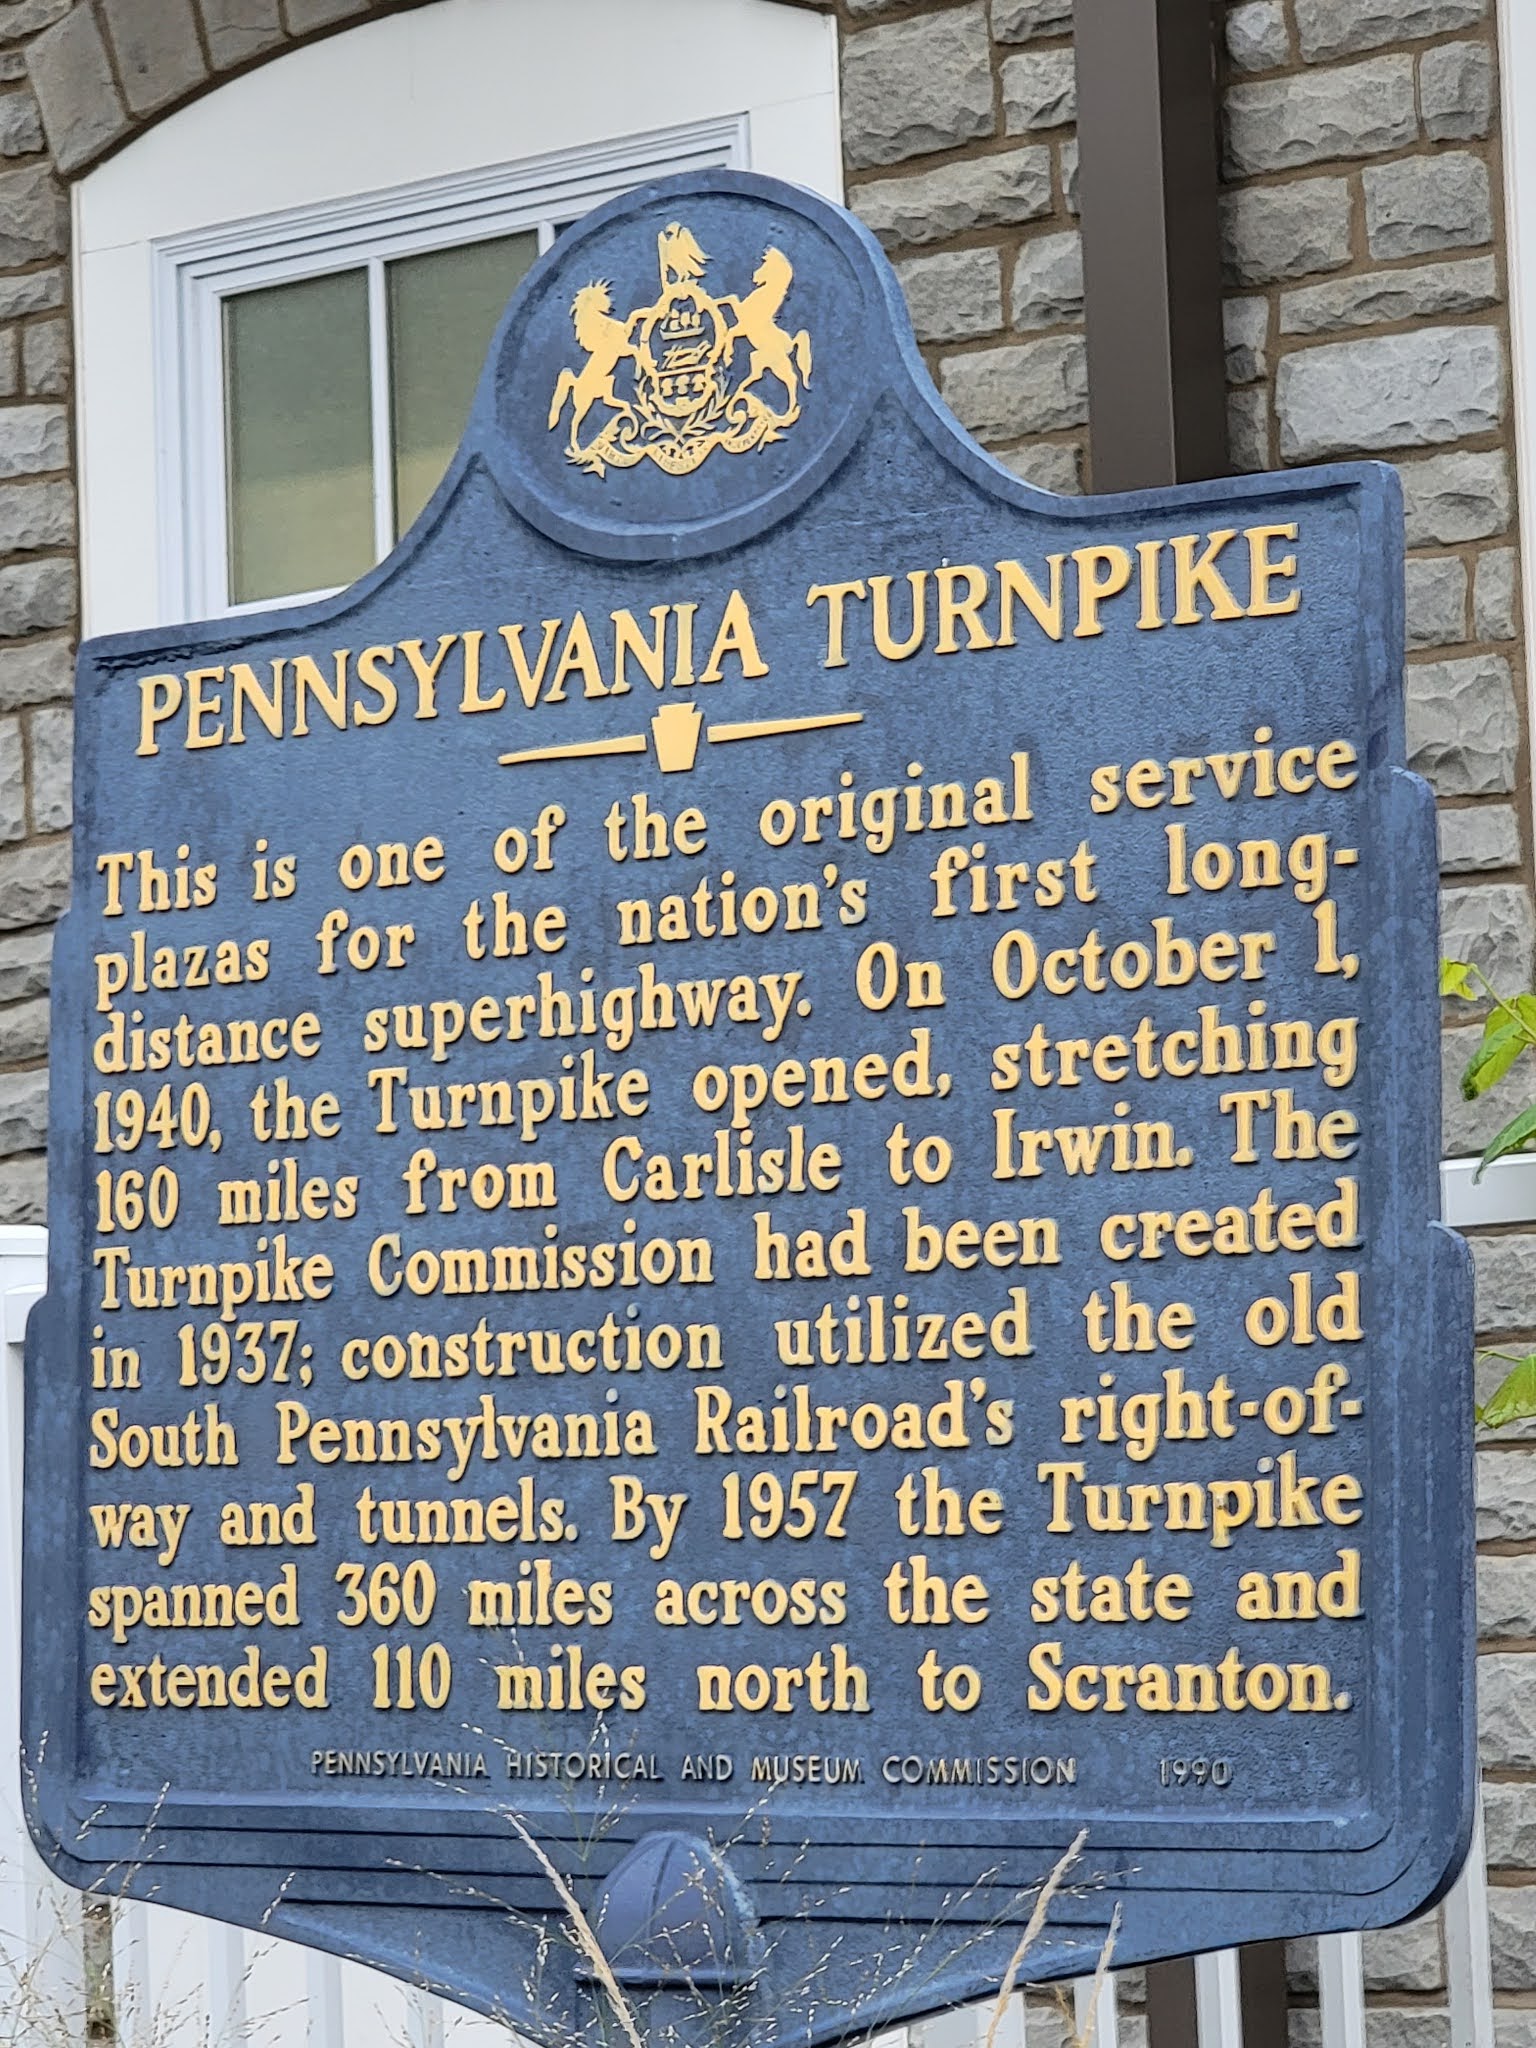 PENNSYLVANIA TURNPIKE
This is one of the original service
plazas for the nation's first long-
distance superhighway. On October 1,
1940, the Turnpike opened, stretching
160 miles from Carlisle to Irwin. The
Turnpike Commission had been created
in 1937; construction utilized the old
South Pennsylvania Railroad's right-of-
way and tunnels. By 1957 the Turnpike
spanned 360 miles across the state and
extended 110 miles north to Scranton.
PENNSYLVANIA HISTORICAL AND MUSEUM COMMISSION 1990